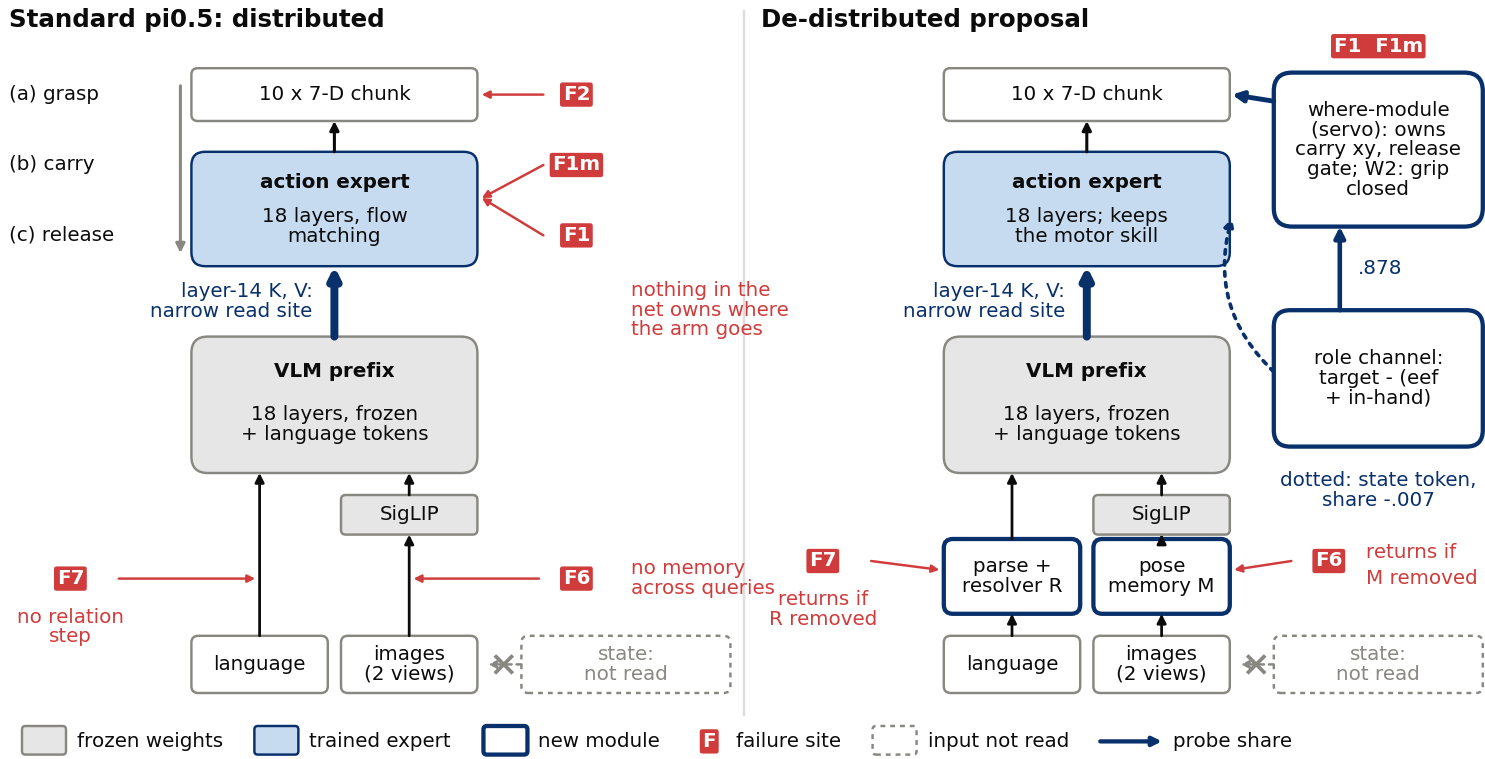 Standard pi0.5: distributed
(a) grasp
(b) carry
(c) release
10 x 7-D chunk
F2
action expert
18 layers, flow
matching
F1m
F1
layer-14 K, V:
narrow read site
nothing in the
net owns where
the arm goes
VLM prefix
18 layers, frozen
+ language tokens
SigLIP
F7
no relation
step
F6
no memory
across queries
language
images
(2 views)
state:
not read
De-distributed proposal
F1 F1m
10 x 7-D chunk
where-module
(servo): owns
carry xy, release
gate; W2: grip
closed
action expert
18 layers; keeps
the motor skill
.878
layer-14 K, V:
narrow read site
role channel:
target - (eef
+ in-hand)
VLM prefix
18 layers, frozen
+ language tokens
dotted: state token,
share -.007
SigLIP
F7
returns if
R removed
parse +
resolver R
pose
memory M
F6
returns if
M removed
language
images
(2 views)
state:
not read
frozen weights
trained expert
new module
F
failure site
input not read
probe share